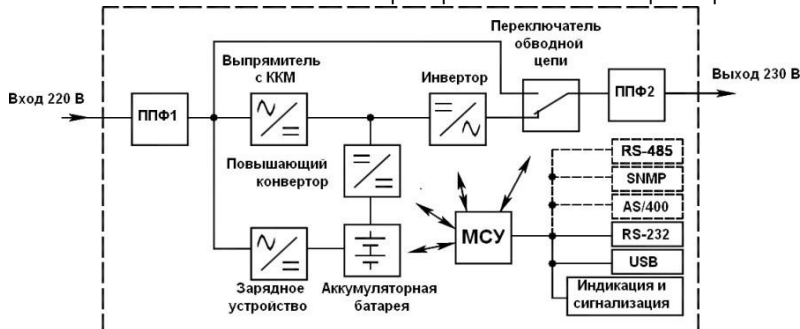 Переключатель
обводной
цепи
Выпрямитель
с ККМ
Инвертор
Вход 220 В
ППФ1
ППФ2
Выход 230 В
Повышающий
конвертор
МСУ
RS-485
SNMP
AS/400
RS-232
USB
Индикация и
сигнализация
Зарядное
устройство
Аккумуляторная
батарея